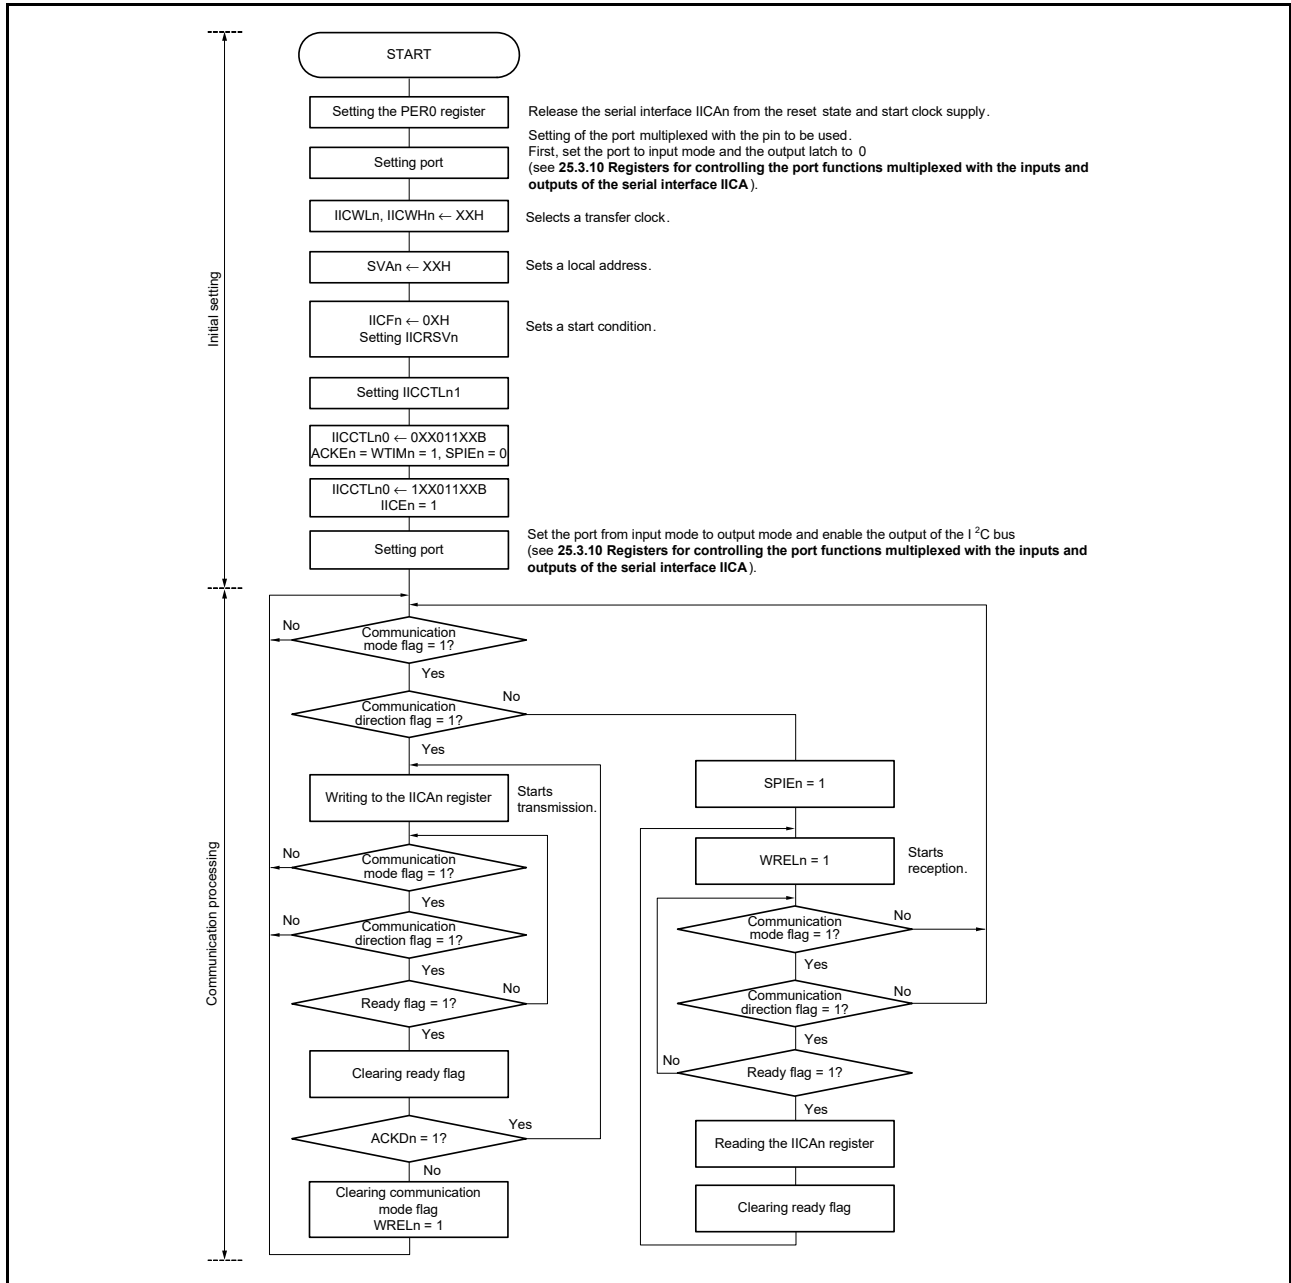 START
Setting the PER0 register
Release the serial interface IICAn from the reset state and start clock supply.
Setting port
Setting of the port multiplexed with the pin to be used.
First, set the port to input mode and the output latch to 0
(see 25.3.10 Registers for controlling the port functions multiplexed with the inputs and
outputs of the serial interface IICA).
IICWLn, IICWHn ← XXH
Selects a transfer clock.
SVAn ← XXH
Sets a local address.
IICFn ← 0XH
Setting IICRSVn
Sets a start condition.
Initial setting
Setting IICCTLn1
IICCTLn0 ← 0XX011XXB
ACKEn = WTIMn = 1, SPIEn = 0
IICCTLn0 ← 1XX011XXB
IICEn = 1
Setting port
Set the port from input mode to output mode and enable the output of the I²C bus
(see 25.3.10 Registers for controlling the port functions multiplexed with the inputs and
outputs of the serial interface IICA).
Communication processing
No
Communication
mode flag = 1?
Yes
Communication
direction flag = 1?
No
Yes
Writing to the IICAn register
Starts
transmission.
No
Communication
mode flag = 1?
Yes
No
Communication
direction flag = 1?
Yes
Ready flag = 1?
No
Yes
Clearing ready flag
ACKDn = 1?
Yes
No
Clearing communication
mode flag
WRELn = 1
SPIEn = 1
WRELn = 1
Starts
reception.
Communication
mode flag = 1?
No
Yes
Communication
direction flag = 1?
No
Yes
No
Ready flag = 1?
Yes
Reading the IICAn register
Clearing ready flag